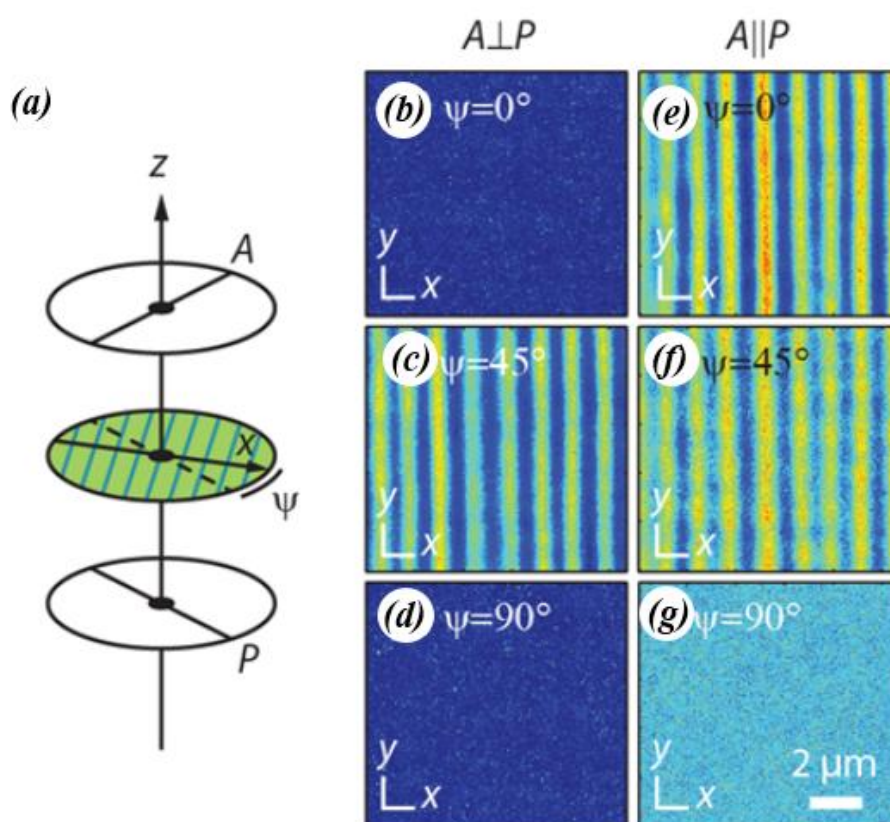 A⊥P
A||P
(a)
z
A
x
ψ
P
(b) ψ=0°
y
x
(e) ψ=0°
y
x
(c) ψ=45°
y
x
(f) ψ=45°
y
x
(d) ψ=90°
y
x
(g) ψ=90°
y
x
2 μm